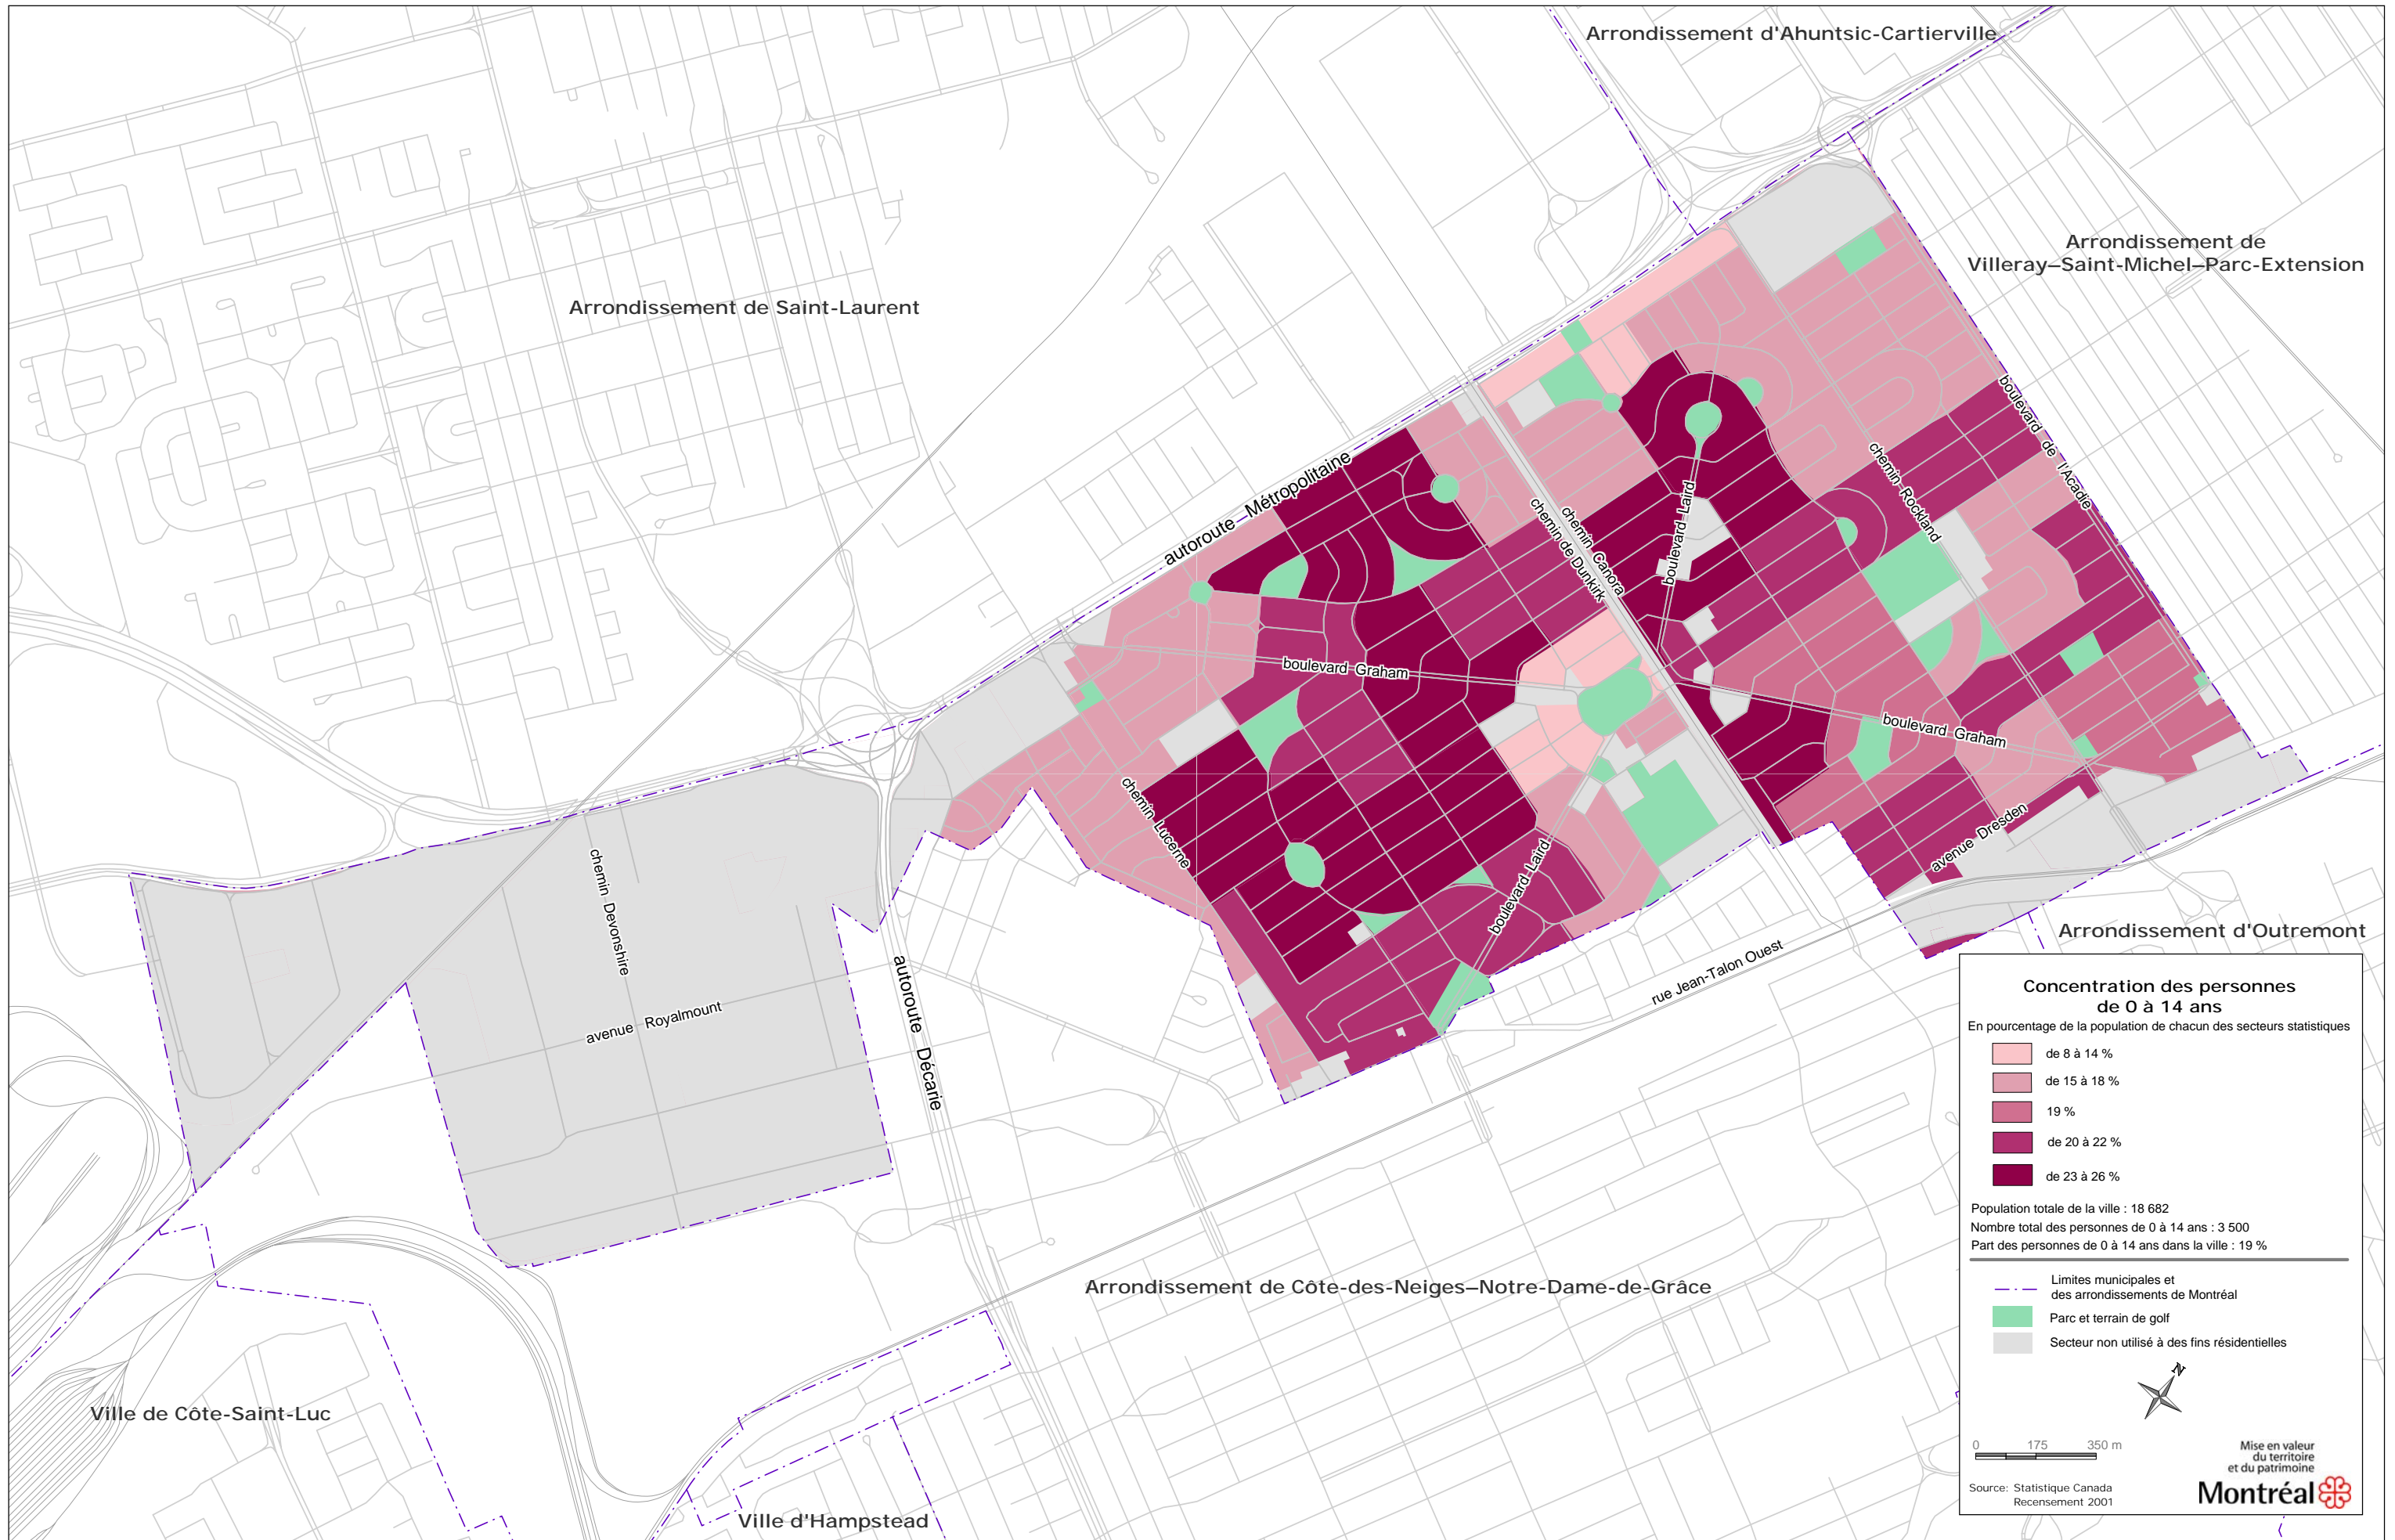 Arrondissement d'Ahuntsic-Cartierville
Arrondissement de
Villeray–Saint-Michel–Parc-Extension
Arrondissement de Saint-Laurent
autoroute Métropolitaine
boulevard de l'Acadie
chemin Rockland
boulevard Laird
chemin Canora
chemin de Dunkirk
boulevard Graham
boulevard Graham
chemin Lucerne
avenue Dresden
boulevard Laird
chemin Devonshire
avenue Royalmount
autoroute Décarie
rue Jean-Talon Ouest
Arrondissement d'Outremont
Arrondissement de Côte-des-Neiges–Notre-Dame-de-Grâce
Ville de Côte-Saint-Luc
Ville d'Hampstead
Concentration des personnes
de 0 à 14 ans
En pourcentage de la population de chacun des secteurs statistiques
de 8 à 14 %
de 15 à 18 %
19 %
de 20 à 22 %
de 23 à 26 %
Population totale de la ville : 18 682
Nombre total des personnes de 0 à 14 ans : 3 500
Part des personnes de 0 à 14 ans dans la ville : 19 %
Limites municipales et
des arrondissements de Montréal
Parc et terrain de golf
Secteur non utilisé à des fins résidentielles
N
0 175 350 m
Mise en valeur
du territoire
et du patrimoine
Montréal
Source: Statistique Canada
Recensement 2001